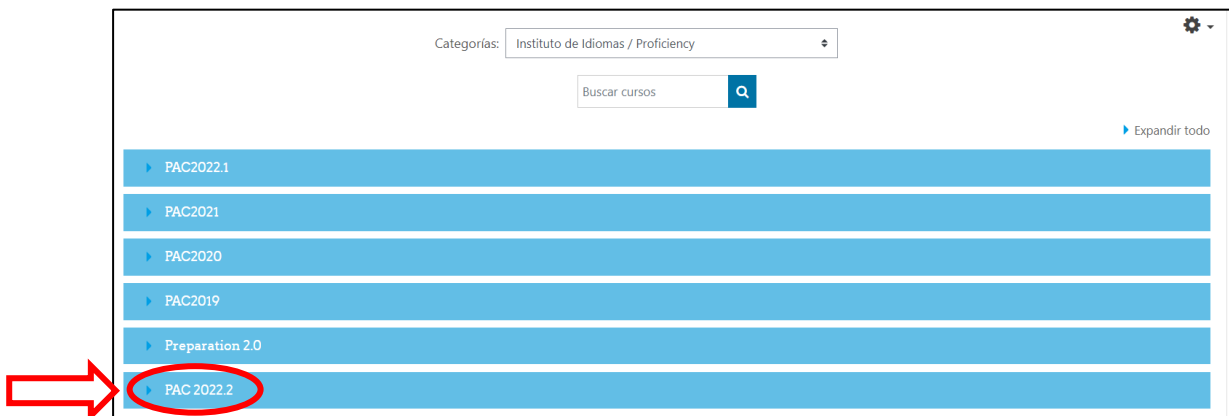 Categorías: Instituto de Idiomas / Proficiency
Buscar cursos
Expandir todo
PAC2022.1
PAC2021
PAC2020
PAC2019
Preparation 2.0
PAC 2022.2